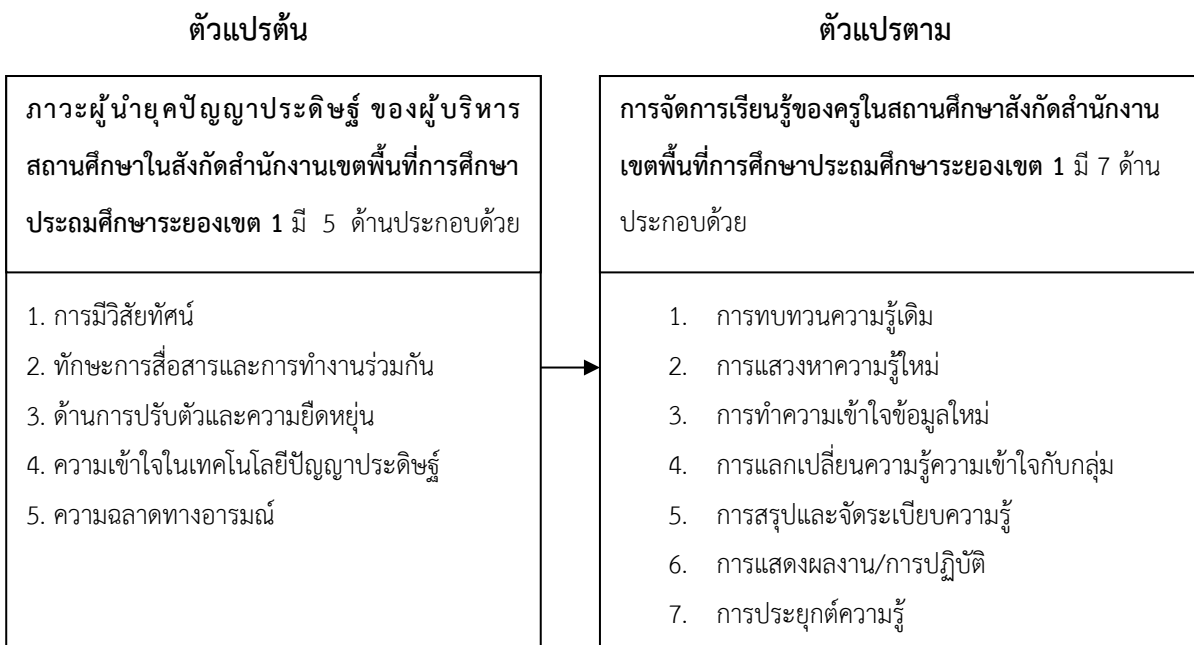 ตัวแปรต้น
ตัวแปรตาม
ภาวะผู้นำยุคปัญญาประดิษฐ์ ของผู้บริหาร
สถานศึกษาในสังกัดสำนักงานเขตพื้นที่การศึกษา
ประถมศึกษาระยองเขต 1 มี 5 ด้านประกอบด้วย
1. การมีวิสัยทัศน์
2. ทักษะการสื่อสารและการทำงานร่วมกัน
3. ด้านการปรับตัวและความยืดหยุ่น
4. ความเข้าใจในเทคโนโลยีปัญญาประดิษฐ์
5. ความฉลาดทางอารมณ์
การจัดการเรียนรู้ของครูในสถานศึกษาสังกัดสำนักงาน
เขตพื้นที่การศึกษาประถมศึกษาระยองเขต 1 มี 7 ด้าน
ประกอบด้วย
1. การทบทวนความรู้เดิม
2. การแสวงหาความรู้ใหม่
3. การทำความเข้าใจข้อมูลใหม่
4. การแลกเปลี่ยนความรู้ความเข้าใจกับกลุ่ม
5. การสรุปและจัดระเบียบความรู้
6. การแสดงผลงาน/การปฏิบัติ
7. การประยุกต์ความรู้